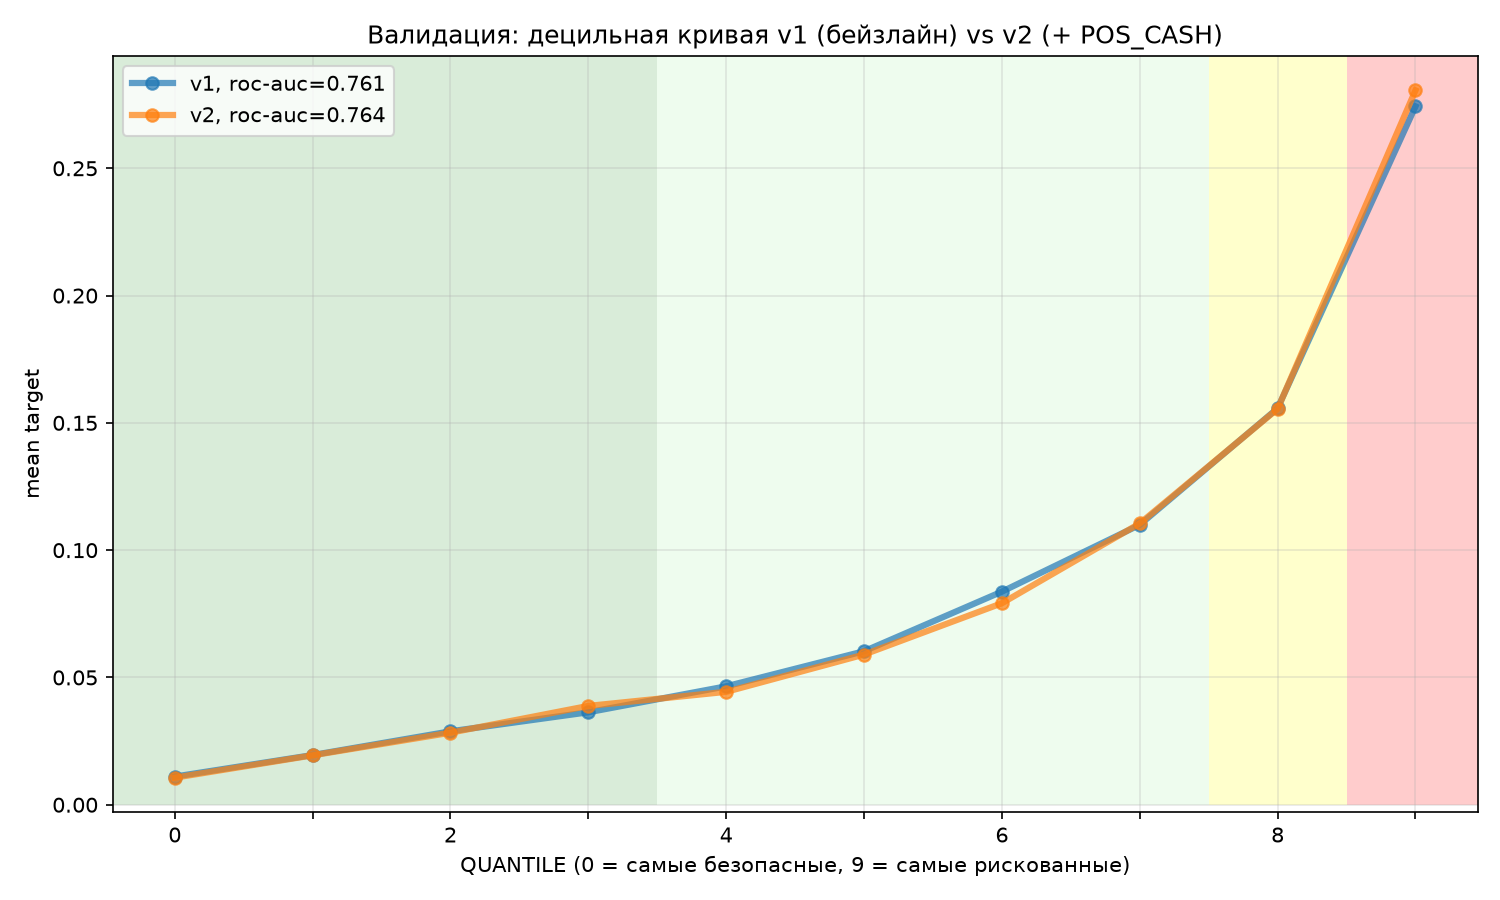 Валидация: децильная кривая v1 (бейзлайн) vs v2 (+ POS_CASH)
v1, roc-auc=0.761
v2, roc-auc=0.764
0.25
0.20
0.15
0.10
0.05
0.00
mean target
0 2 4 6 8
QUANTILE (0 = самые безопасные, 9 = самые рискованные)